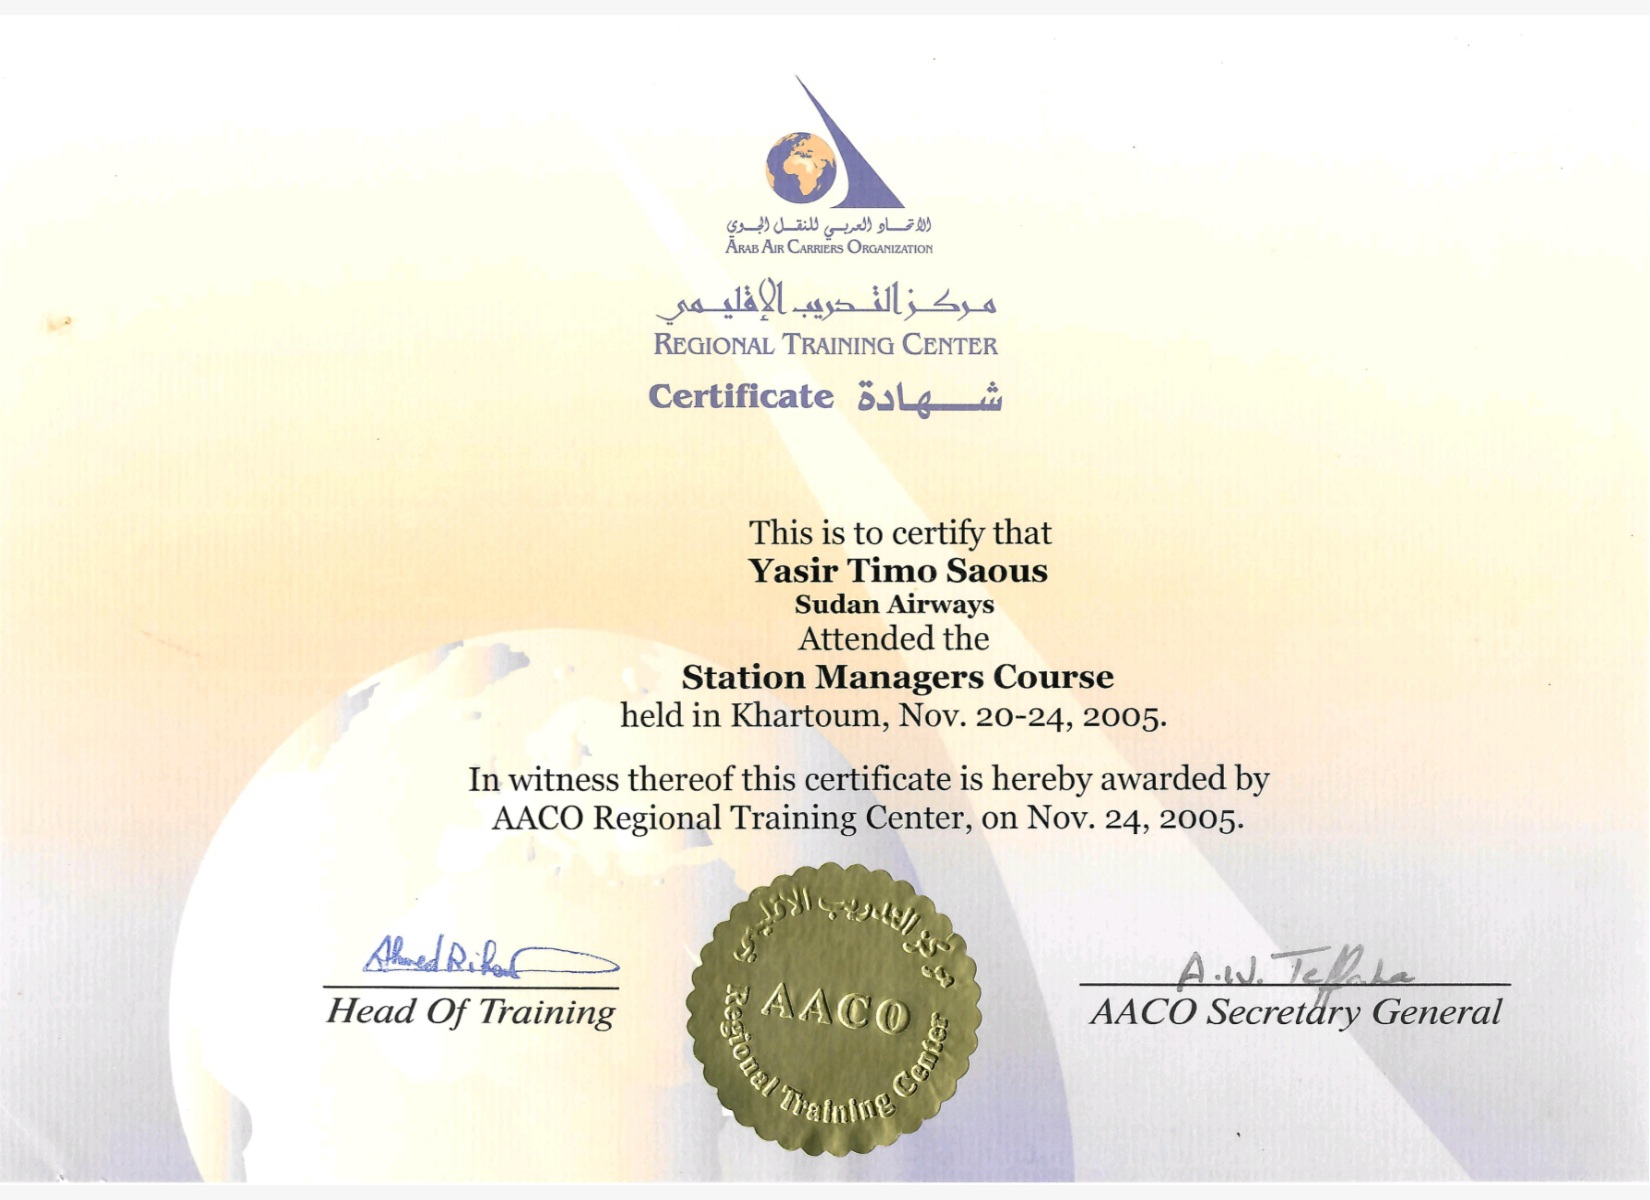 الاتحاد العربي للنقل الجوي
ARAB AIR CARRIERS ORGANIZATION
مركز التدريب الإقليمي
REGIONAL TRAINING CENTER
Certificate شهادة
This is to certify that
Yasir Timo Saous
Sudan Airways
Attended the
Station Managers Course
held in Khartoum, Nov. 20-24, 2005.
In witness thereof this certificate is hereby awarded by
AACO Regional Training Center, on Nov. 24, 2005.
Ahmed
Head Of Training
مركز التدريب الاقليمي
AACO
Regional Training Center
A.W. Teffaha
AACO Secretary General